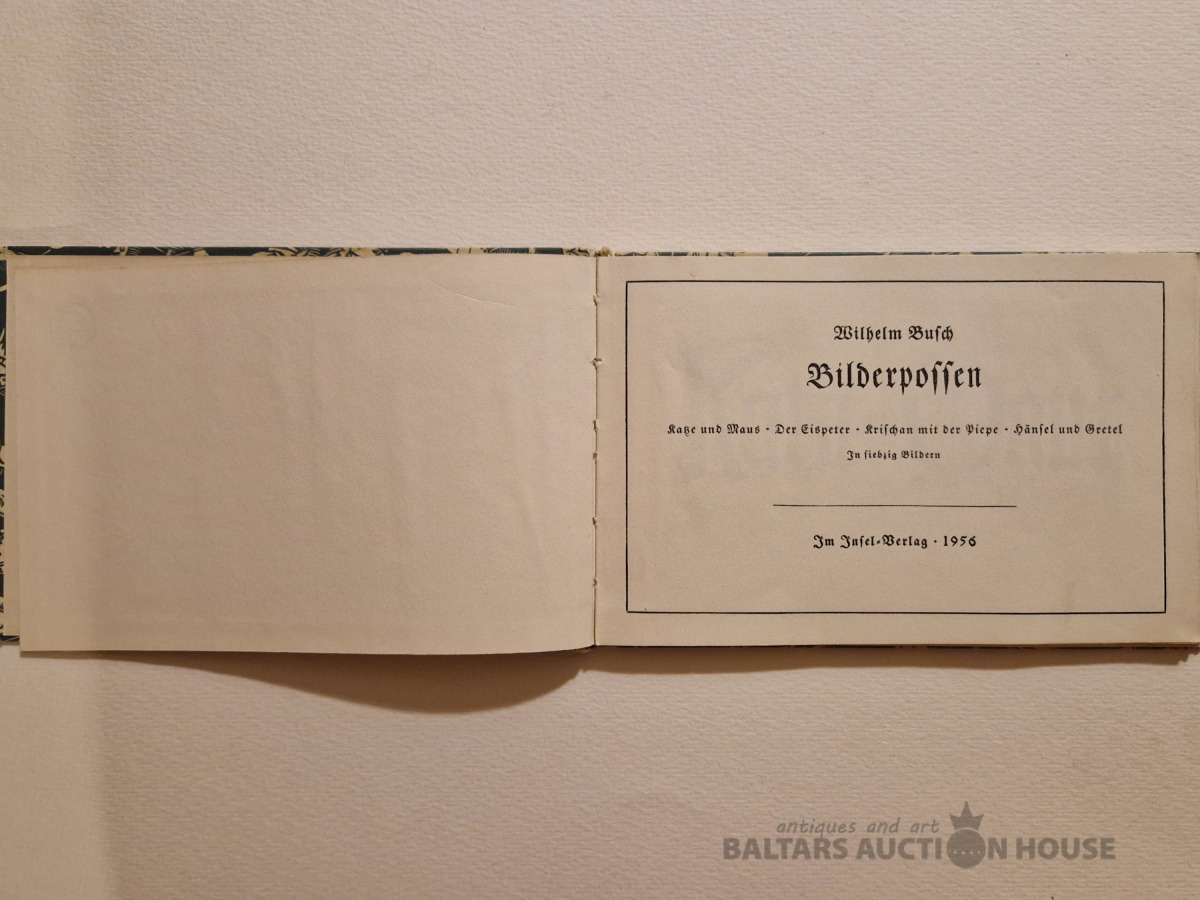 Wilhelm Buſch
Bilderpoſſen
Katze und Maus · Der Eispeter · Kriſchan mit der Piepe · Hänſel und Gretel
In ſiebzig Bildern
Im Inſel-Verlag · 1956
antiques and art
BALTARS AUCTION HOUSE